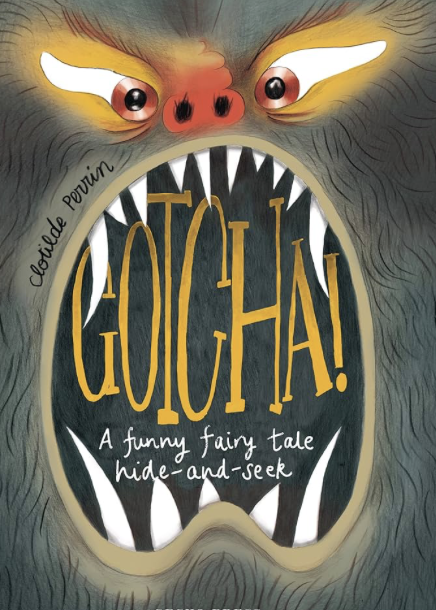 Clotilde Perrin
GOTCHA!
A funny fairy tale
hide-and-seek